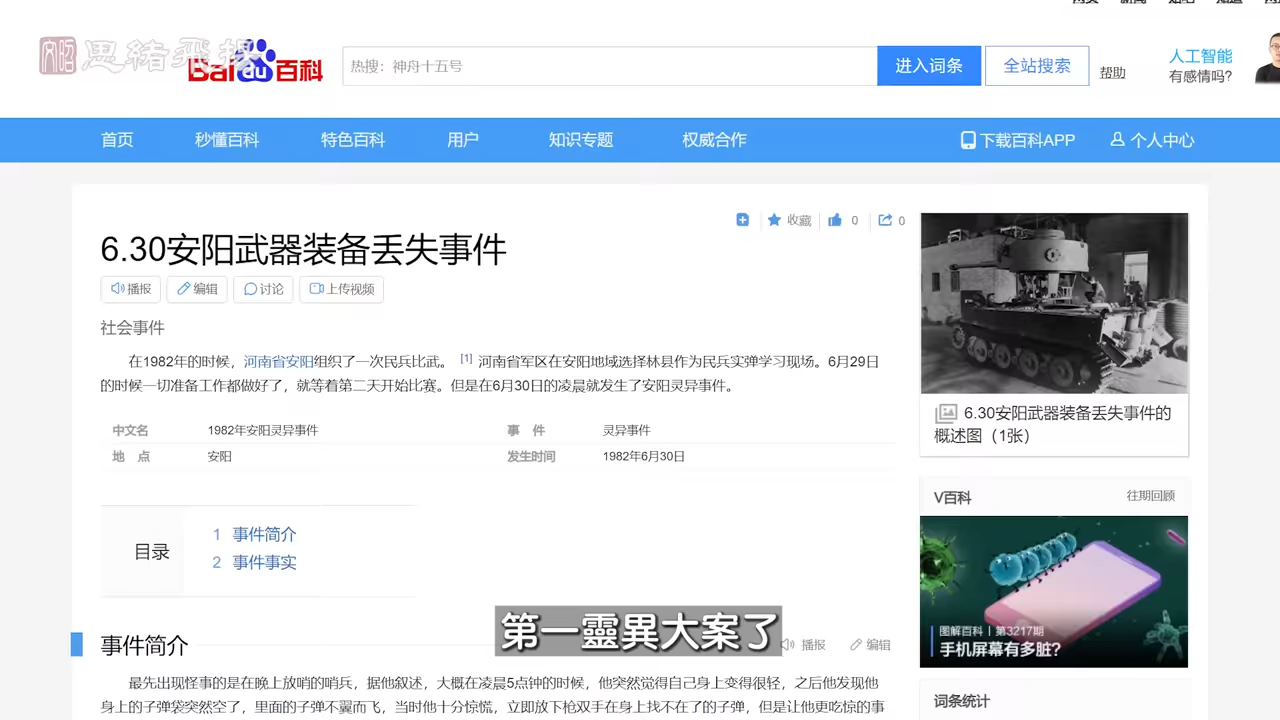 文昭 思緒飛揚
Bai du 百科
热搜：神舟十五号
进入词条
全站搜索
帮助
人工智能
有感情吗?
首页 秒懂百科 特色百科 用户 知识专题 权威合作 下载百科APP 个人中心
收藏 0 0
6.30安阳武器装备丢失事件
播报 编辑 讨论 上传视频
社会事件
在1982年的时候，河南省安阳组织了一次民兵比武。 [1] 河南省军区在安阳地域选择林县作为民兵实弹学习现场。6月29日
的时候一切准备工作都做好了，就等着第二天开始比赛。但是在6月30日的凌晨就发生了安阳灵异事件。
中文名 1982年安阳灵异事件 事 件 灵异事件
地 点 安阳 发生时间 1982年6月30日
目录
1 事件简介
2 事件事实
6.30安阳武器装备丢失事件的
概述图（1张）
V百科 往期回顾
图解百科丨第3217期
手机屏幕有多脏?
词条统计
第一靈異大案了
事件简介 播报 编辑
最先出现怪事的是在晚上放哨的哨兵，据他叙述，大概在凌晨5点钟的时候，他突然觉得自己身上变得很轻，之后他发现他
身上的子弹袋突然空了，里面的子弹不翼而飞，当时他十分惊慌，立即放下枪双手在身上找不在了的子弹，但是让他更吃惊的事